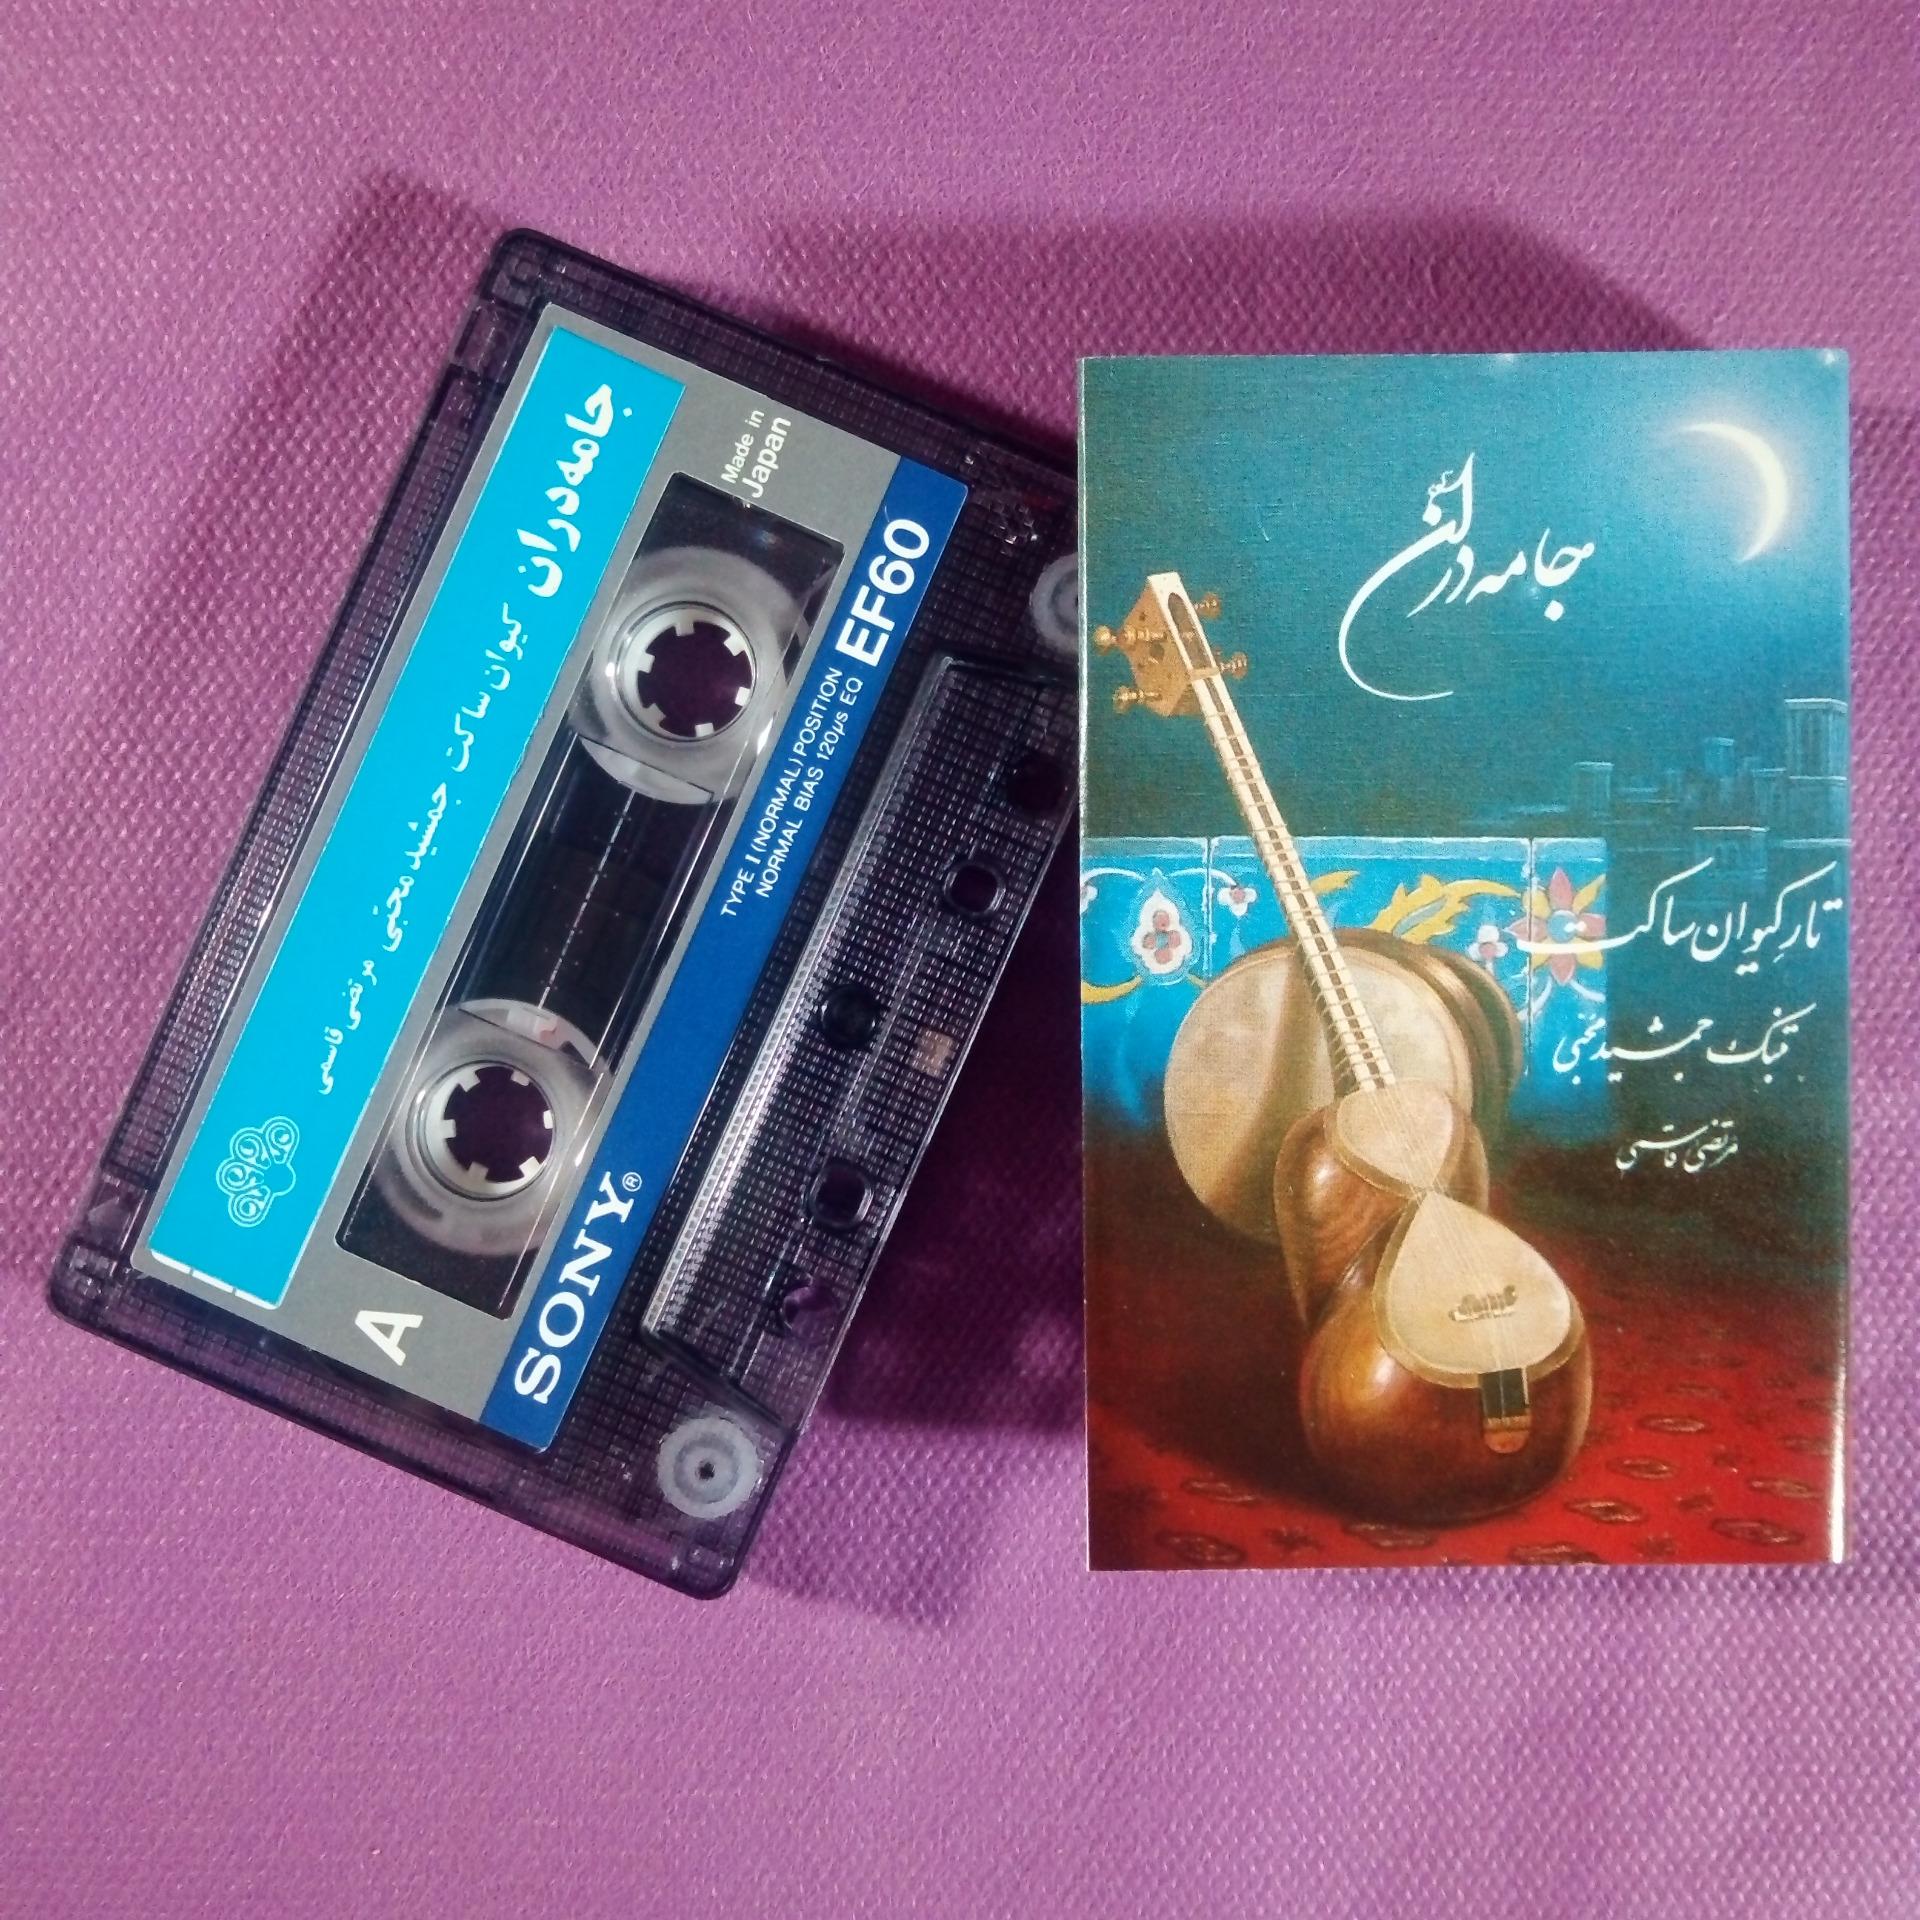 جامه‌دران کیوان ساکت جمشید محبّی مرتضی قاسمی
Made in
Japan
A
TYPE I (NORMAL) POSITION
NORMAL BIAS 120µs EQ
EF60
SONY®
جامه‌دران
تار کیوان ساکت
تنبک جمشید محبی
مرتضی قاسمی